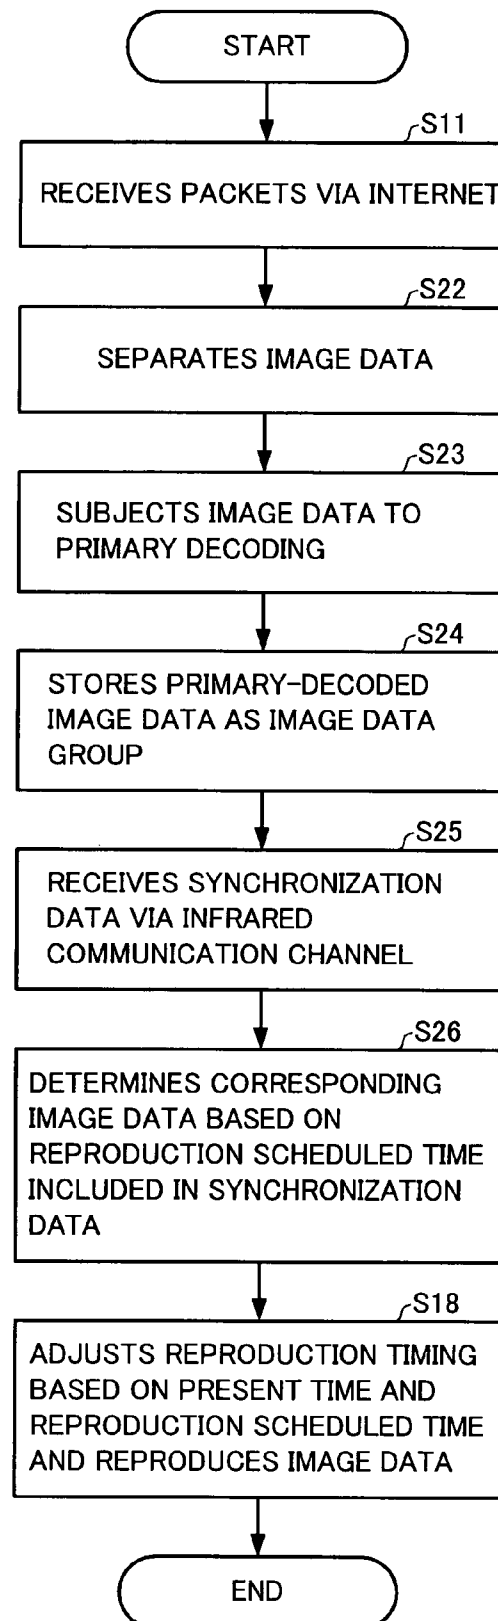 START
S11
RECEIVES PACKETS VIA INTERNET
S22
SEPARATES IMAGE DATA
S23
SUBJECTS IMAGE DATA TO
PRIMARY DECODING
S24
STORES PRIMARY-DECODED
IMAGE DATA AS IMAGE DATA
GROUP
S25
RECEIVES SYNCHRONIZATION
DATA VIA INFRARED
COMMUNICATION CHANNEL
S26
DETERMINES CORRESPONDING
IMAGE DATA BASED ON
REPRODUCTION SCHEDULED TIME
INCLUDED IN SYNCHRONIZATION
DATA
S18
ADJUSTS REPRODUCTION TIMING
BASED ON PRESENT TIME AND
REPRODUCTION SCHEDULED TIME
AND REPRODUCES IMAGE DATA
END